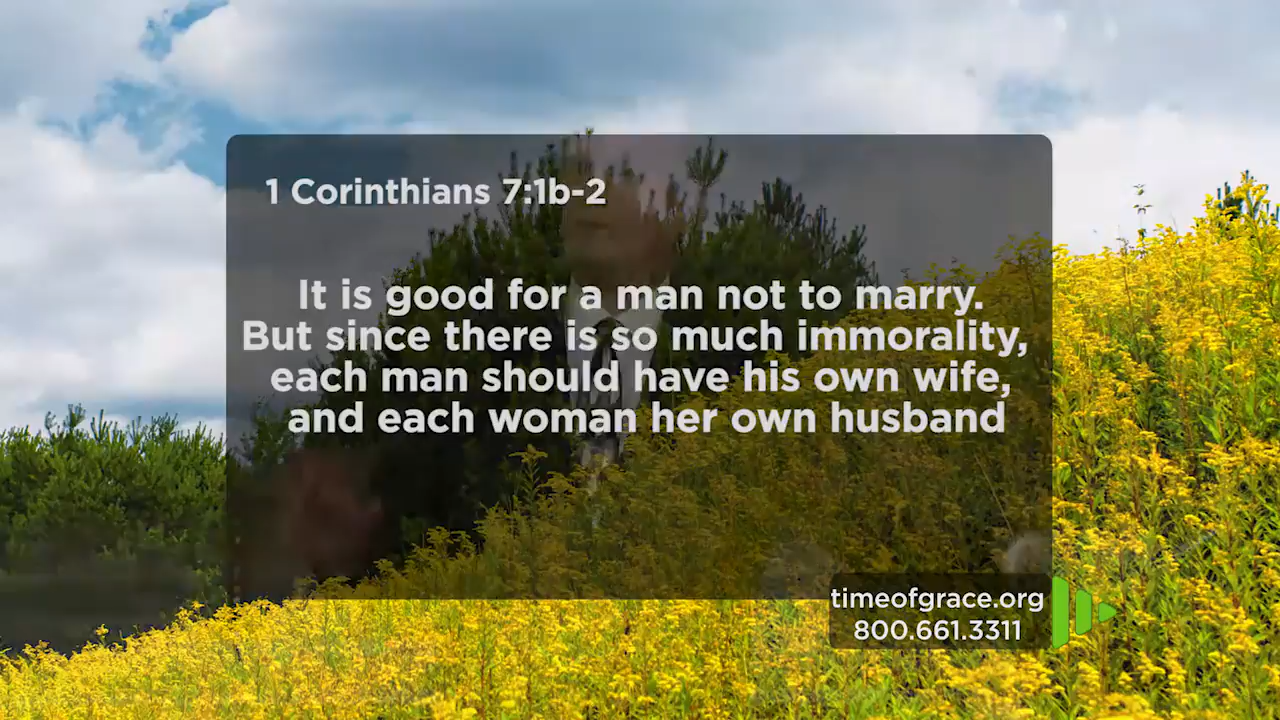 1 Corinthians 7:1b-2
It is good for a man not to marry.
But since there is so much immorality,
each man should have his own wife,
and each woman her own husband
timeofgrace.org
800.661.3311